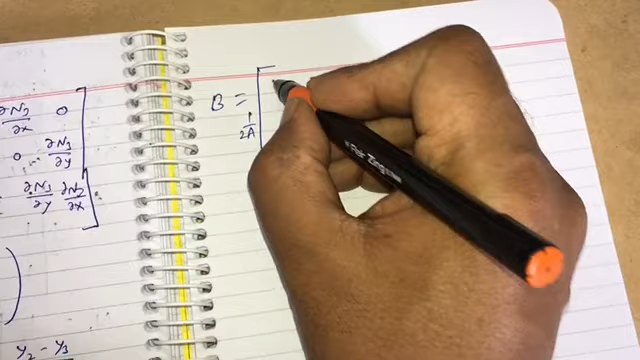 ∂N₃/∂x 0
0 ∂N₃/∂y
∂N₃/∂y ∂N₃/∂x
y₂ - y₃
B = 1/2A [